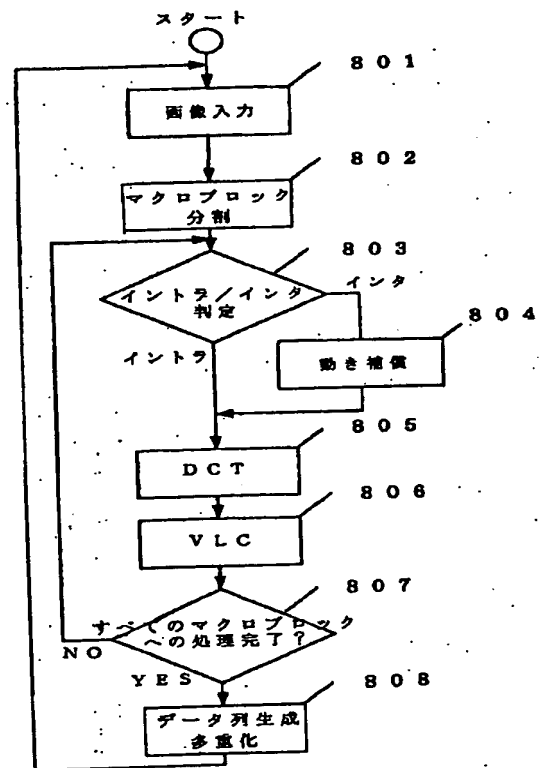 スタート
801
画像入力
802
マクロブロック
分割
803
イントラ/インタ
判定
インタ
804
イントラ
動き補償
805
DCT
806
VLC
807
すべてのマクロブロック
への処理完了?
NO
YES
808
データ列生成
多重化